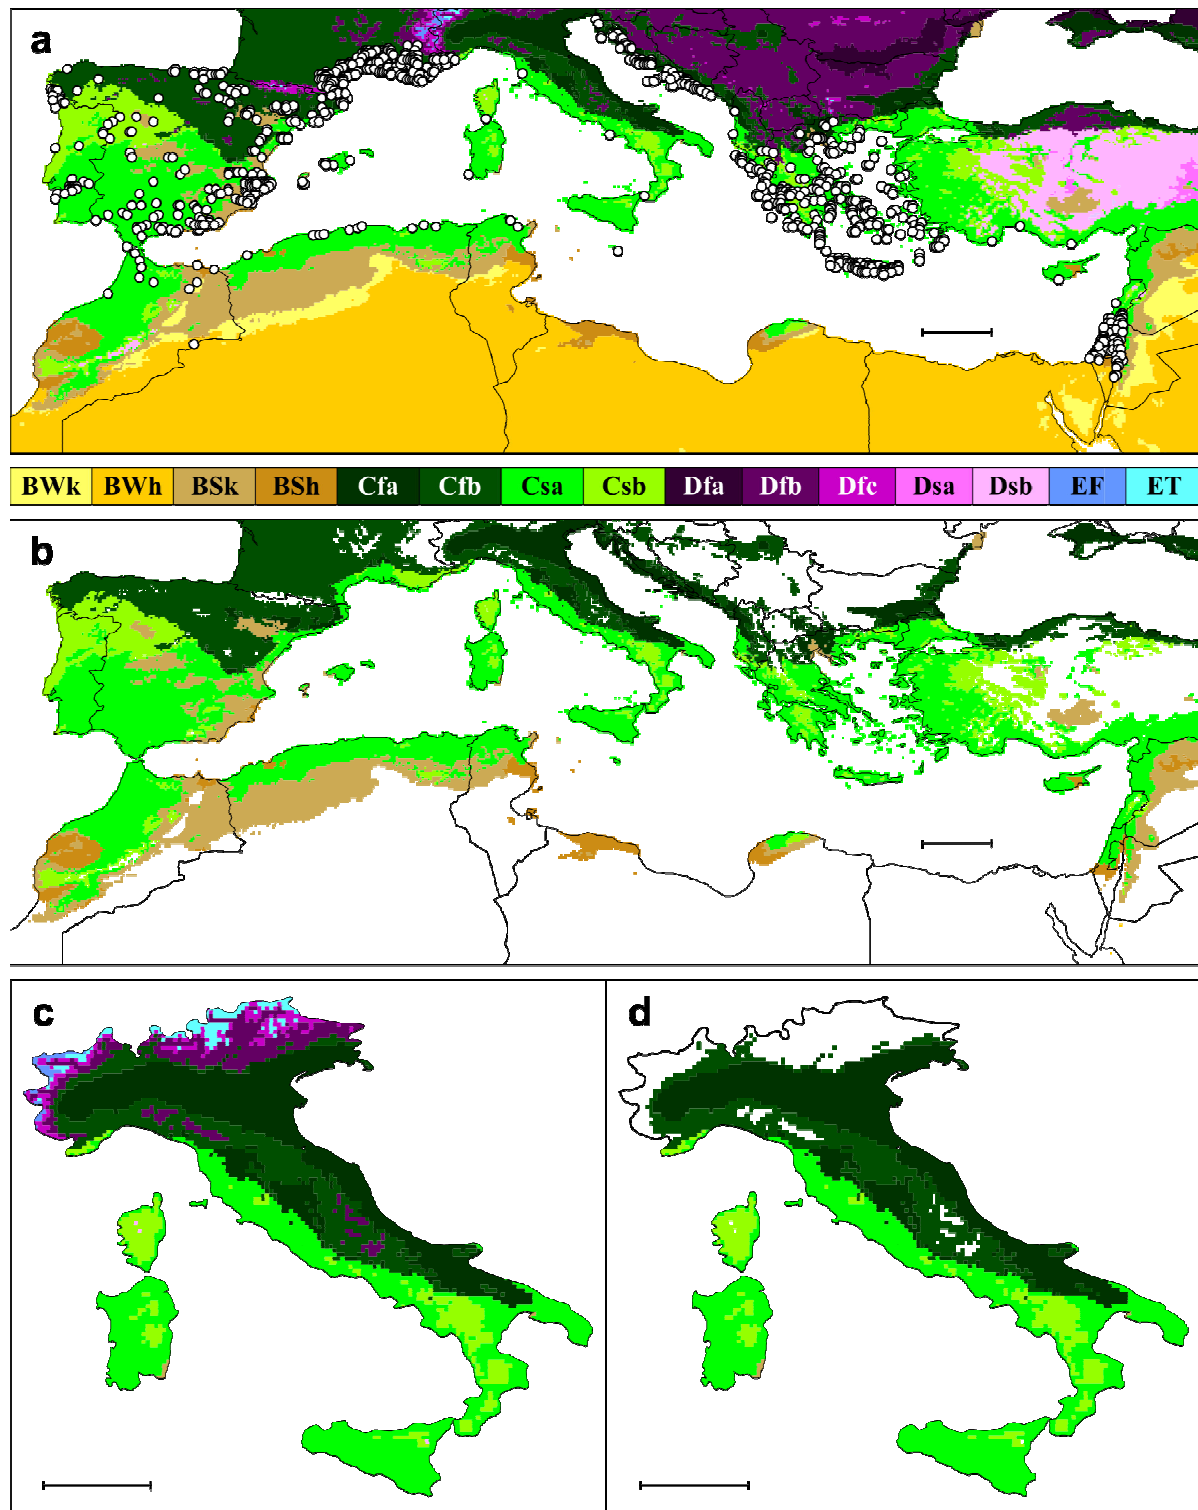 a
BWk BWh BSk BSh Cfa Cfb Csa Csb Dfa Dfb Dfc Dsa Dsb EF ET
b
c d